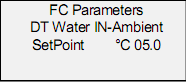 FC Parameters
DT Water IN-Ambient
SetPoint °C 05.0